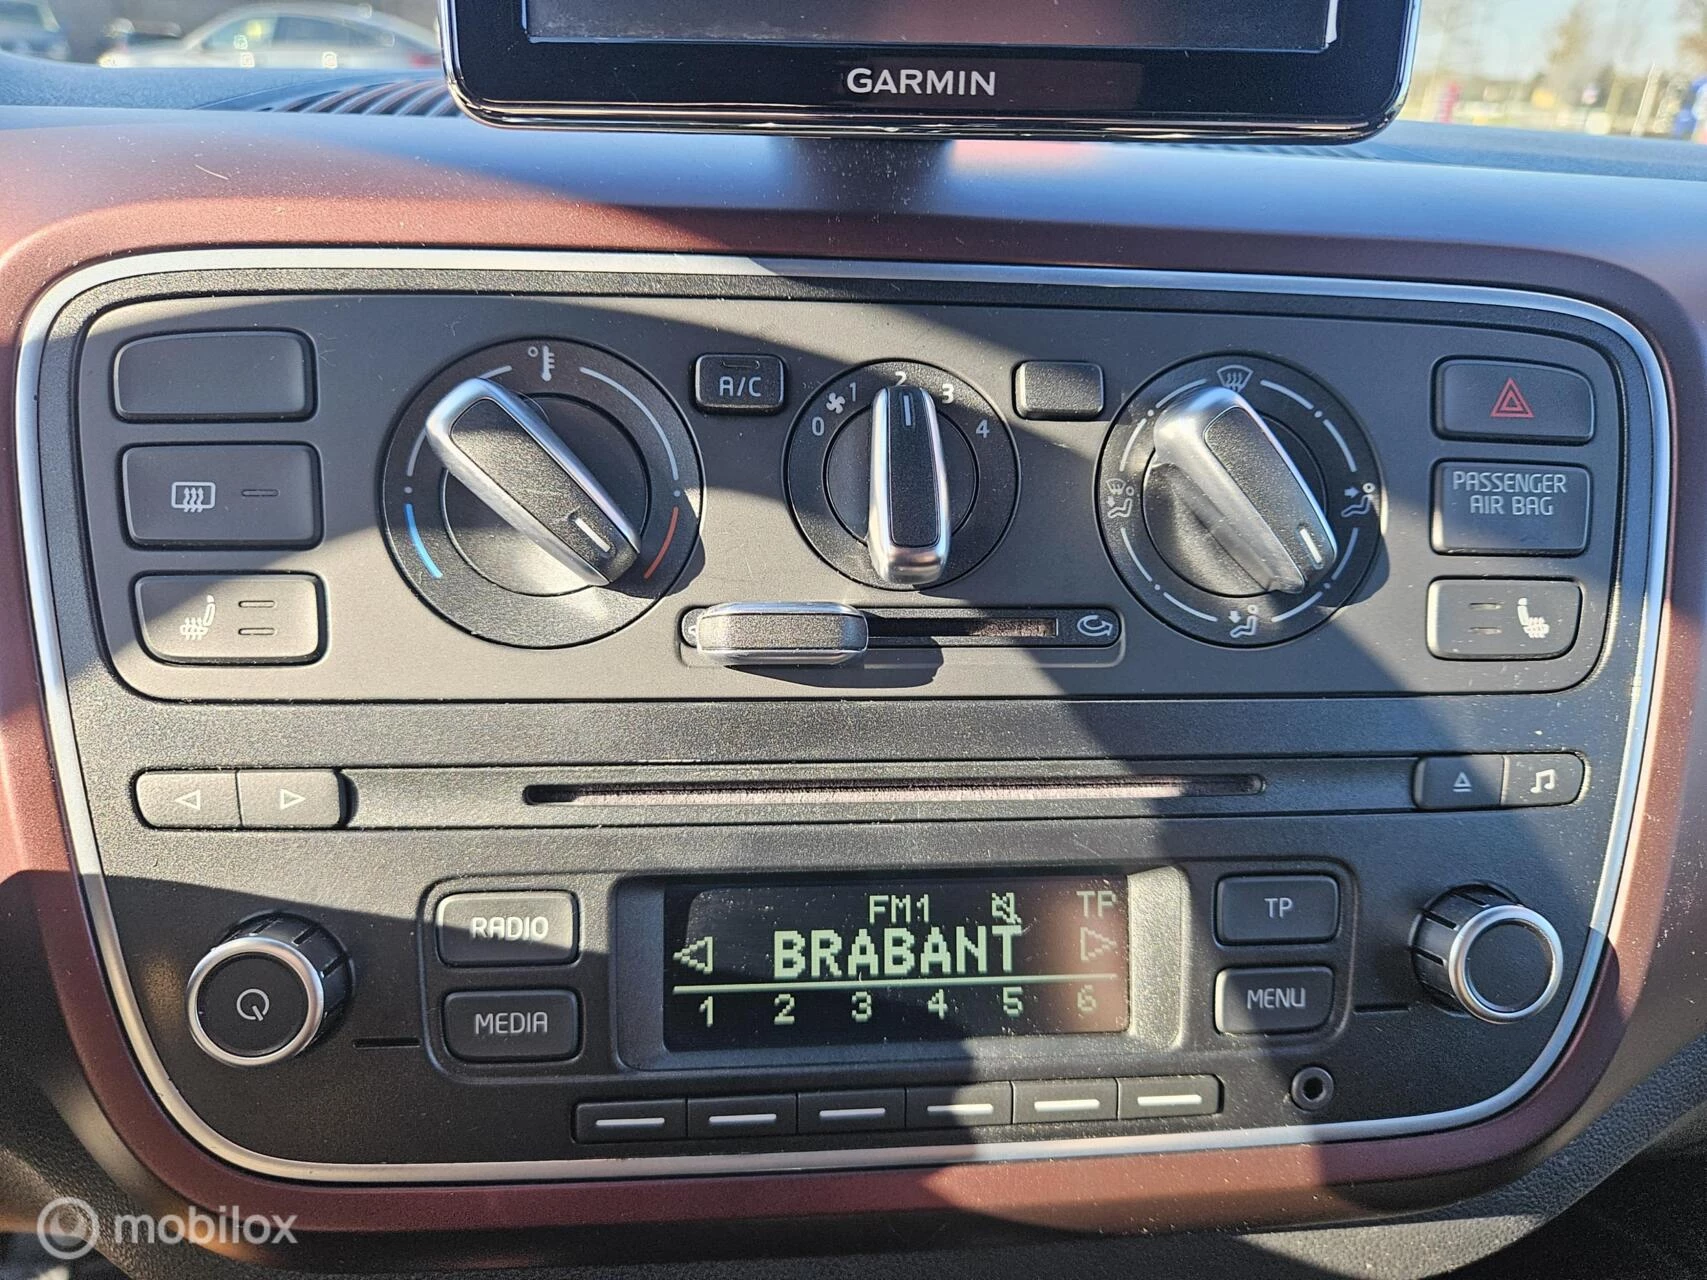 GARMIN
A/C
0 1 2 3 4
PASSENGER
AIR BAG
RADIO
MEDIA
FM1 TP
BRABANT
1 2 3 4 5 6
TP
MENU
mobilox